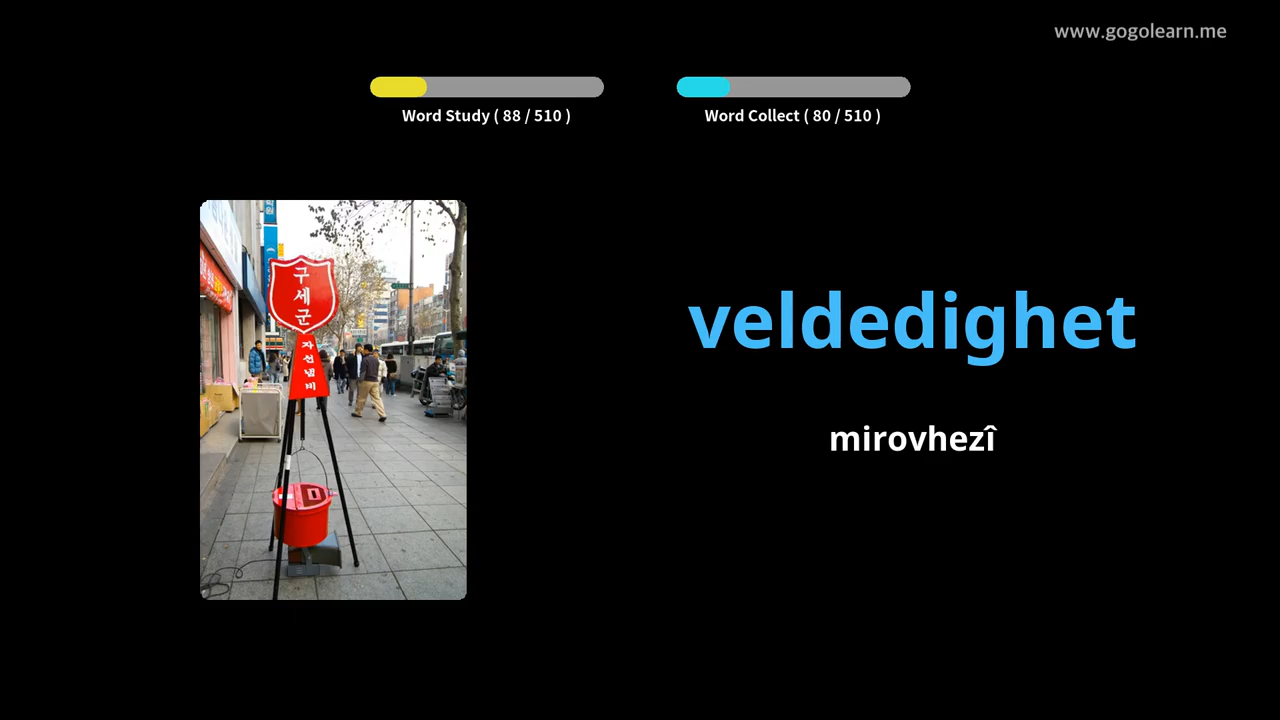 www.gogolearn.me
Word Study ( 88 / 510 )
Word Collect ( 80 / 510 )
구세군
자선냄비
veldedighet
mirovhezî